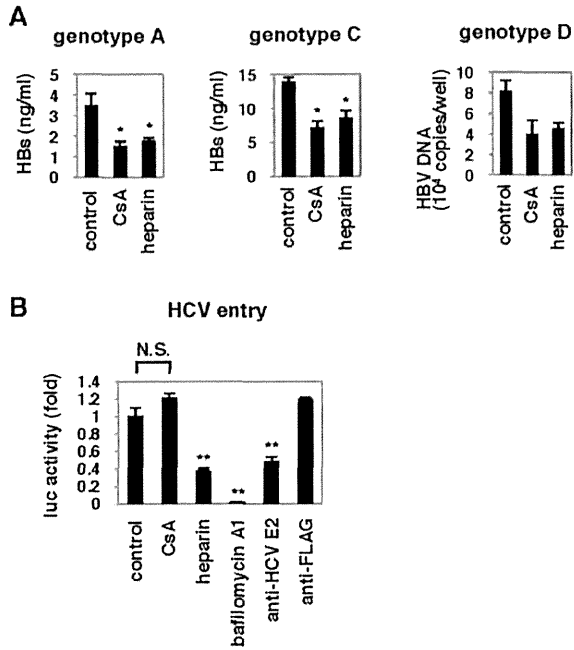 A
genotype A
genotype C
genotype D
HBs (ng/ml)
5
4
3
2
1
0
*
*
control
CsA
heparin
HBs (ng/ml)
15
10
5
0
*
*
control
CsA
heparin
HBV DNA
(10⁴ copies/well)
10
8
6
4
2
0
control
CsA
heparin
B
HCV entry
N.S.
luc activity (fold)
1.4
1.2
1
0.8
0.6
0.4
0.2
0
**
**
**
control
CsA
heparin
bafilomycin A1
anti-HCV E2
anti-FLAG